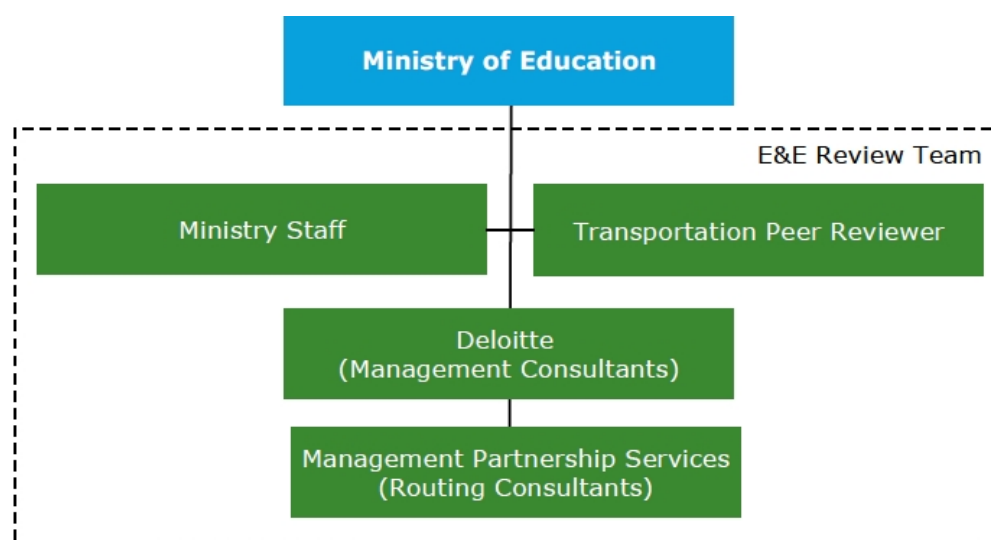 Ministry of Education
E&E Review Team
Ministry Staff
Transportation Peer Reviewer
Deloitte
(Management Consultants)
Management Partnership Services
(Routing Consultants)